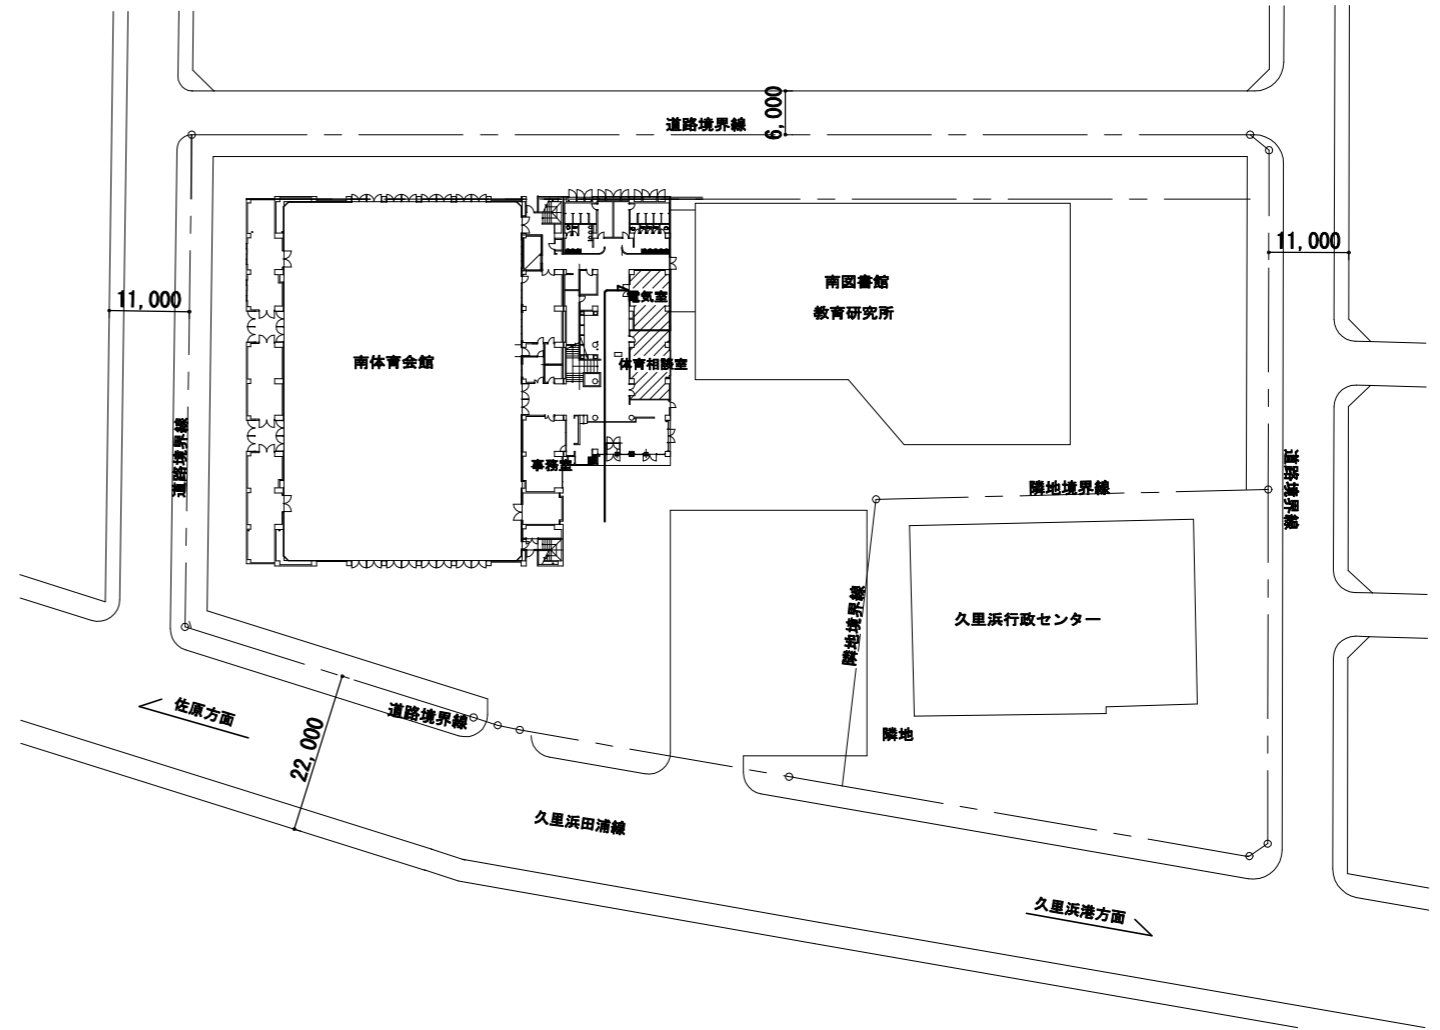 6,000
道路境界線
11,000
11,000
南図書館
教育研究所
電気室
体育相談室
南体育会館
道路境界線
事務室
隣地境界線
道路境界線
隣地境界線
久里浜行政センター
佐原方面
道路境界線
22,000
隣地
久里浜田浦線
久里浜港方面